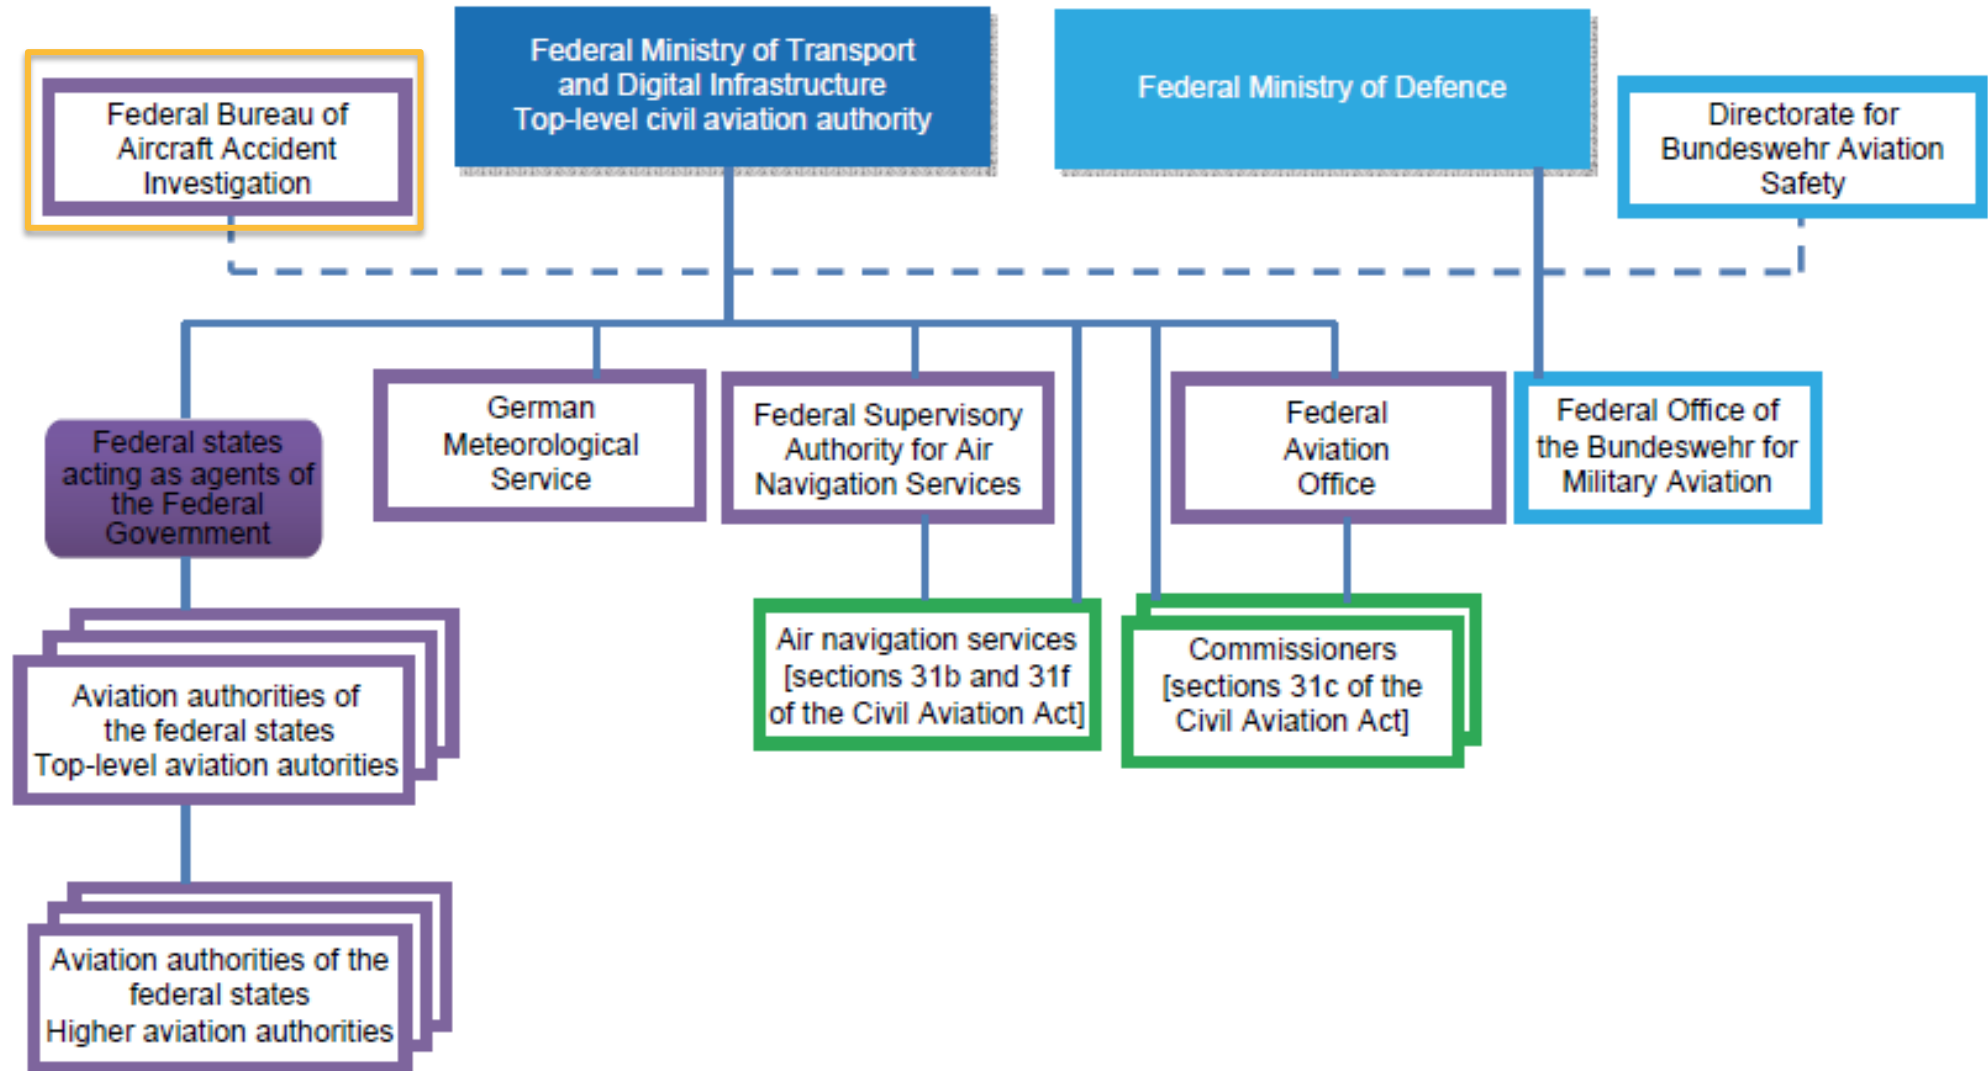 Federal Ministry of Transport
and Digital Infrastructure
Top-level civil aviation authority
Federal Ministry of Defence
Federal Bureau of
Aircraft Accident
Investigation
Directorate for
Bundeswehr Aviation
Safety
Federal states
acting as agents of
the Federal
Government
German
Meteorological
Service
Federal Supervisory
Authority for Air
Navigation Services
Federal
Aviation
Office
Federal Office of
the Bundeswehr for
Military Aviation
Air navigation services
[sections 31b and 31f
of the Civil Aviation Act]
Commissioners
[sections 31c of the
Civil Aviation Act]
Aviation authorities of
the federal states
Top-level aviation autorities
Aviation authorities of the
federal states
Higher aviation authorities